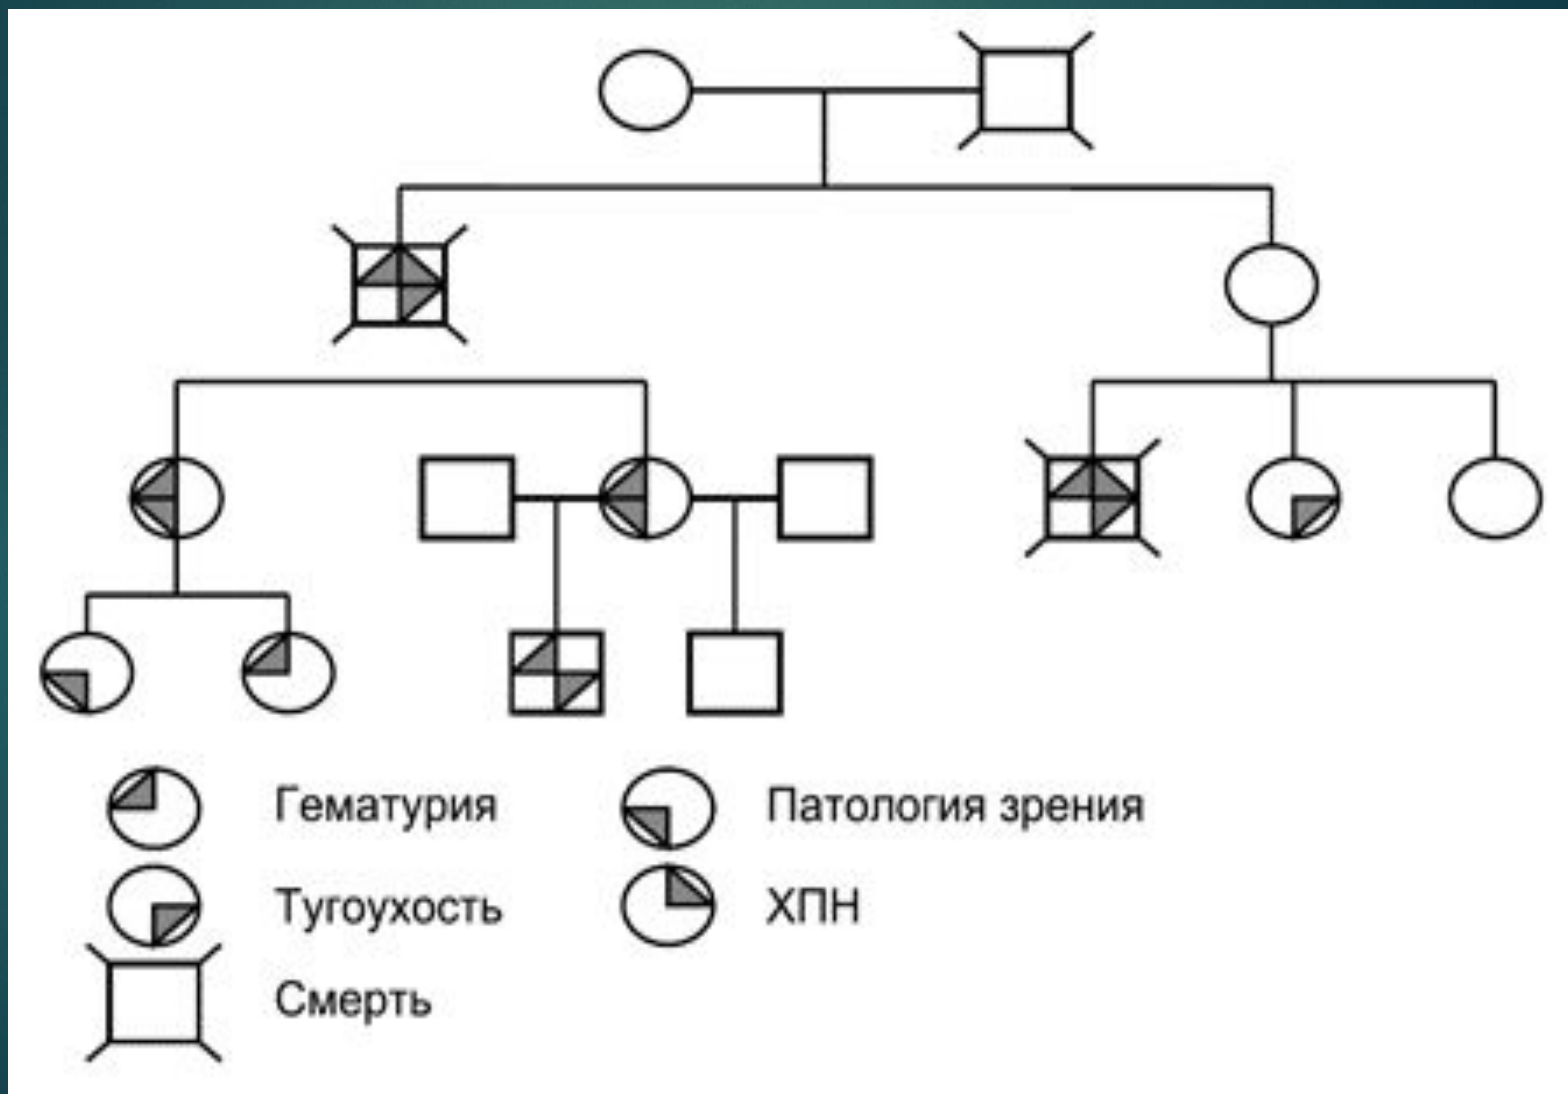 Гематурия
Патология зрения
Тугоухость
ХПН
Смерть